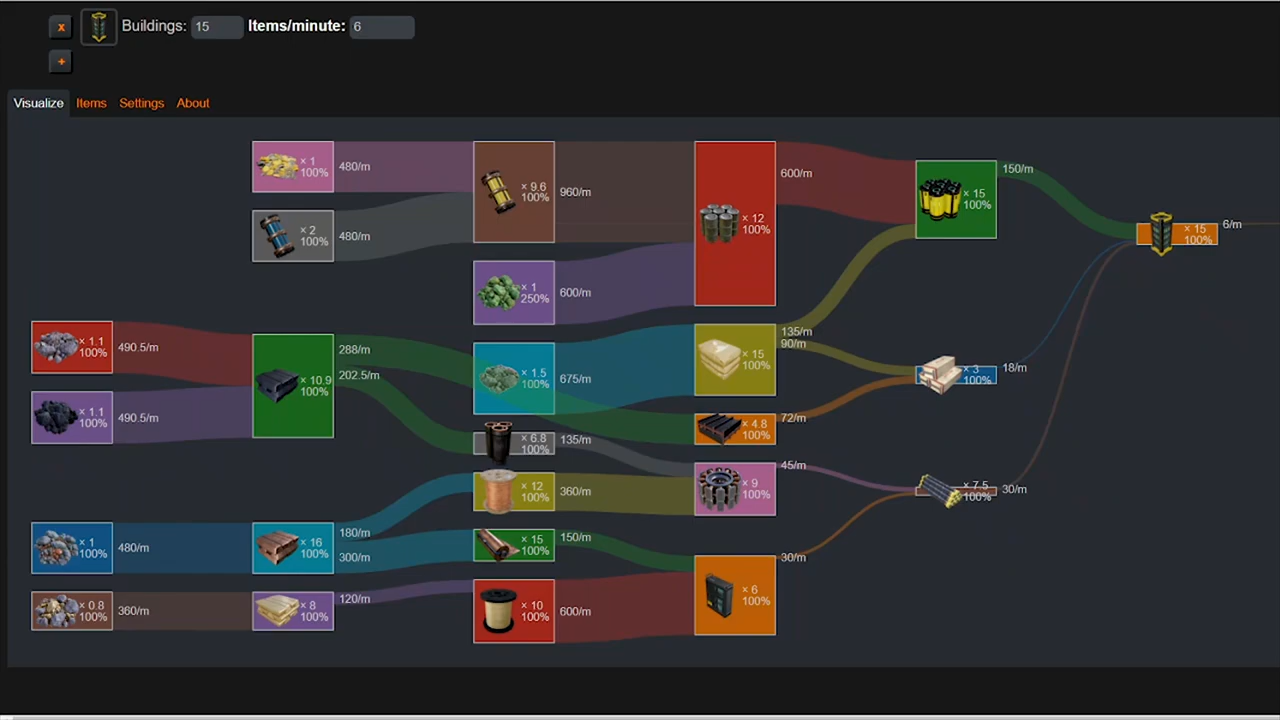 x Buildings: 15 Items/minute: 6
+
Visualize Items Settings About
× 1
100%
480/m
× 9.6
100%
960/m
× 12
100%
600/m
× 15
100%
150/m
× 15
100%
6/m
× 2
100%
480/m
× 1
250%
600/m
× 1.1
100%
490.5/m
× 10.9
100%
288/m
202.5/m
× 1.5
100%
675/m
× 15
100%
135/m
90/m
× 3
100%
18/m
× 1.1
100%
490.5/m
× 6.8
100%
135/m
× 4.8
100%
72/m
× 12
100%
360/m
× 9
100%
45/m
× 7.5
100%
30/m
× 1
100%
480/m
× 16
100%
180/m
300/m
× 15
100%
150/m
× 6
100%
30/m
× 0.8
100%
360/m
× 8
100%
120/m
× 10
100%
600/m